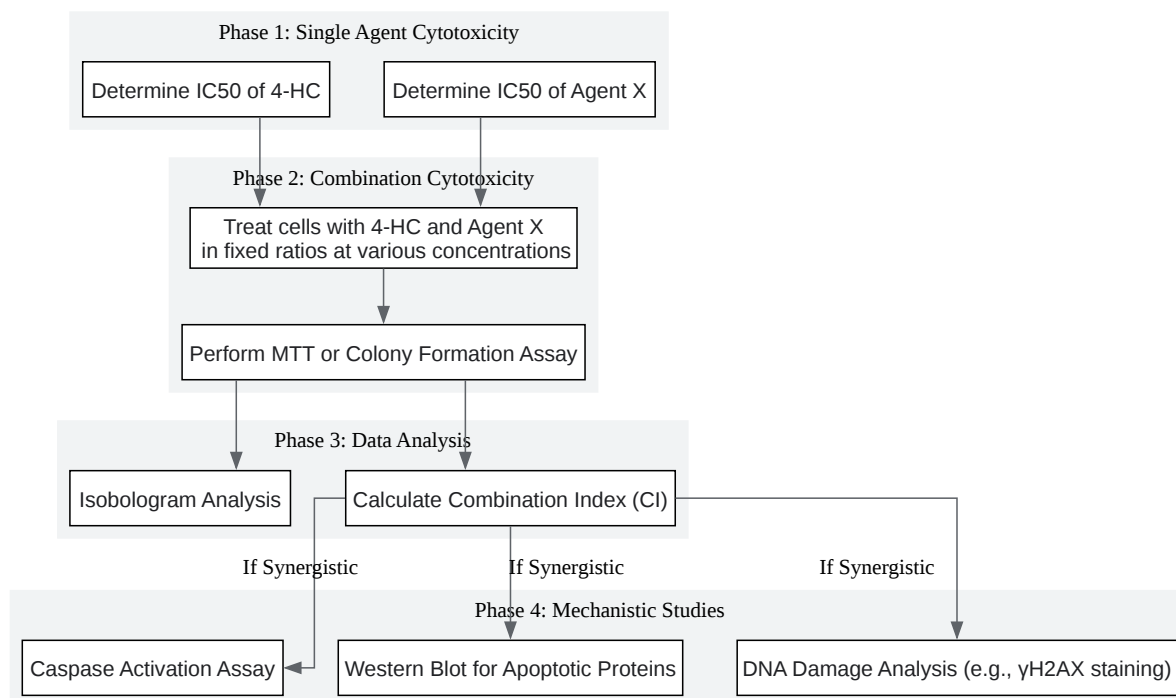 Phase 1: Single Agent Cytotoxicity
Determine IC50 of 4-HC
Determine IC50 of Agent X
Phase 2: Combination Cytotoxicity
Treat cells with 4-HC and Agent X
in fixed ratios at various concentrations
Perform MTT or Colony Formation Assay
Phase 3: Data Analysis
Isobologram Analysis
Calculate Combination Index (CI)
If Synergistic
If Synergistic
If Synergistic
Phase 4: Mechanistic Studies
Caspase Activation Assay
Western Blot for Apoptotic Proteins
DNA Damage Analysis (e.g., γH2AX staining)